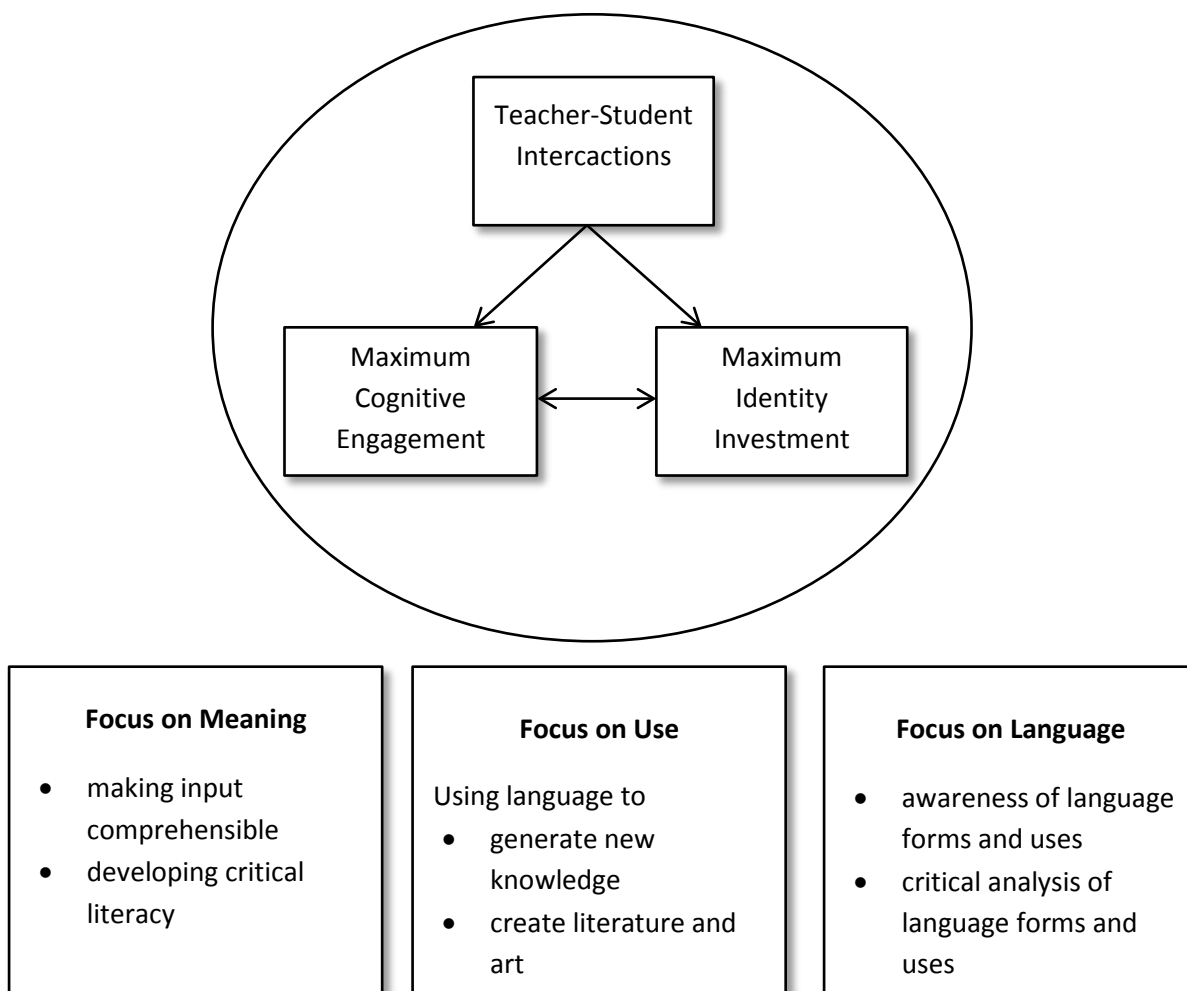 Teacher-Student
Intercactions
Maximum
Cognitive
Engagement
Maximum
Identity
Investment
Focus on Meaning
• making input
comprehensible
• developing critical
literacy
Focus on Use
Using language to
• generate new
knowledge
• create literature and
art
Focus on Language
• awareness of language
forms and uses
• critical analysis of
language forms and
uses